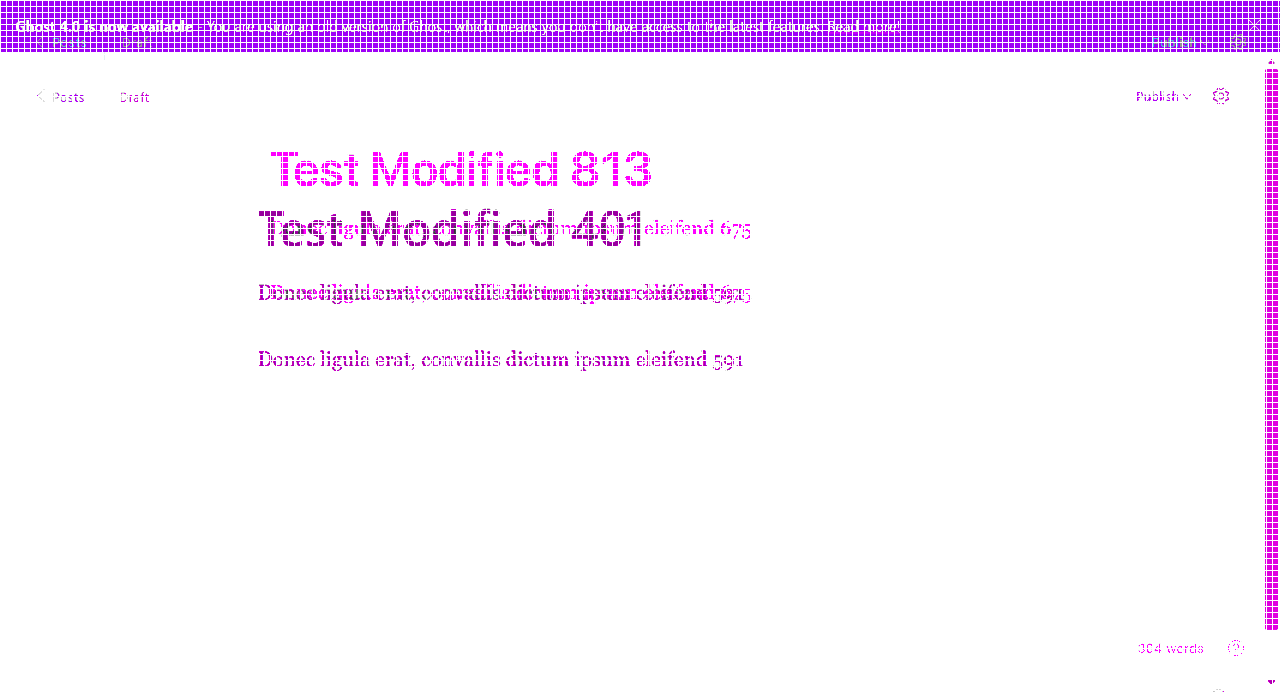 Ghost 4.0 is now available - You are using an old version of Ghost, which means you don't have access to the latest features. Read more!
Publish
Posts Draft Publish
Test Modified 813
Test Modified 401
eleifend 675
Donec ligula erat, convallis dictum ipsum eleifend 591
304 words